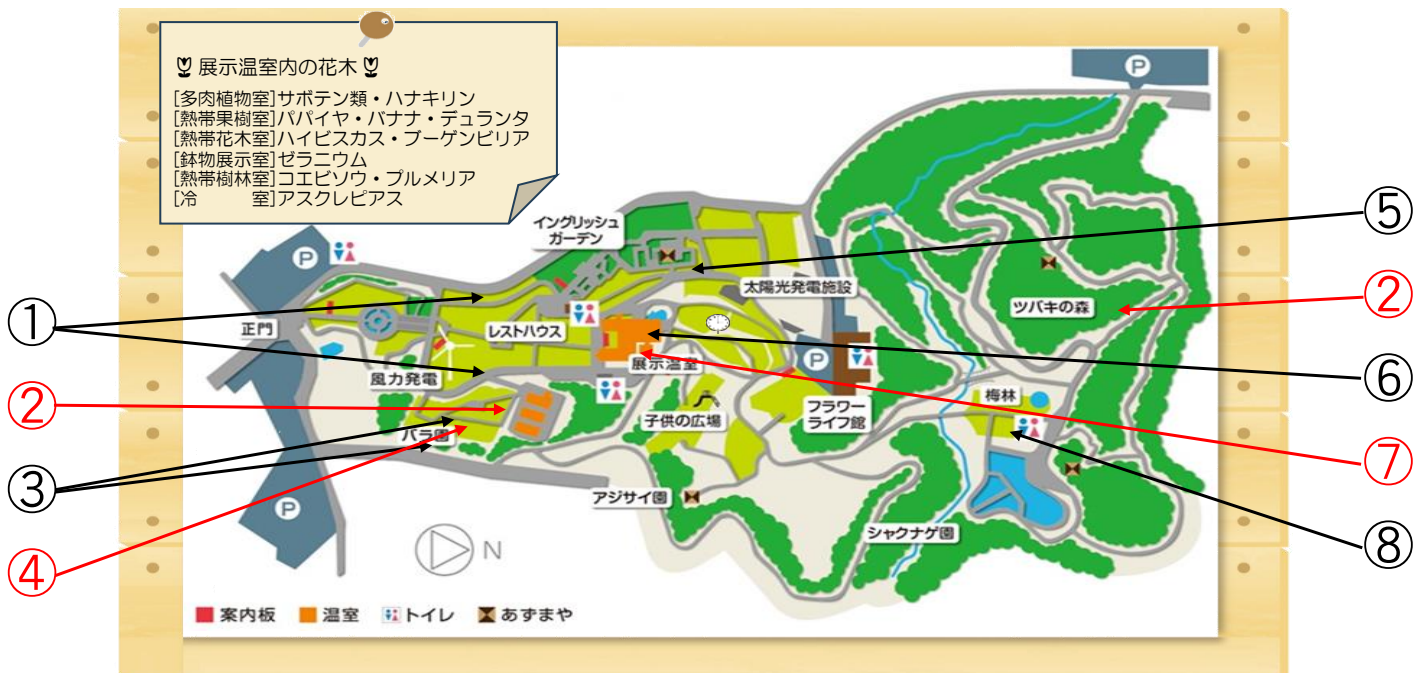 展示温室内の花木
[多肉植物室]サボテン類・ハナキリン
[熱帯果樹室]パパイヤ・バナナ・デュランタ
[熱帯花木室]ハイビスカス・ブーゲンビリア
[鉢物展示室]ゼラニウム
[熱帯樹林室]コエビソウ・プルメリア
[冷　　　室]アスクレピアス
P
イングリッシュ
ガーデン
P
⑤
太陽光発電施設
ツバキの森
②
①
正門
レストハウス
展示温室
P
⑥
風力発電
②
子供の広場
フラワー
ライフ館
梅林
バラ園
⑦
③
P
アジサイ園
シャクナゲ園
⑧
④
N
案内板
温室
トイレ
あずまや